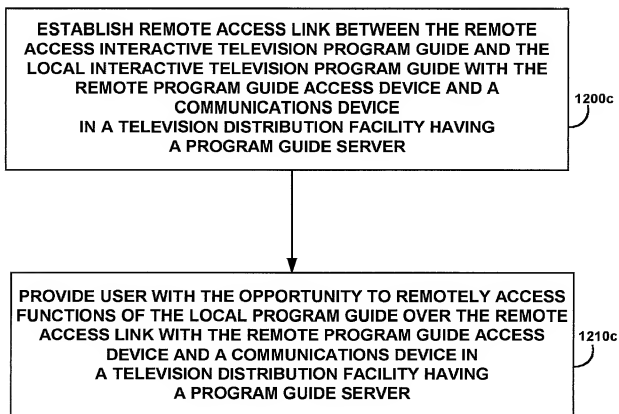 ESTABLISH REMOTE ACCESS LINK BETWEEN THE REMOTE
ACCESS INTERACTIVE TELEVISION PROGRAM GUIDE AND THE
LOCAL INTERACTIVE TELEVISION PROGRAM GUIDE WITH THE
REMOTE PROGRAM GUIDE ACCESS DEVICE AND A
COMMUNICATIONS DEVICE
IN A TELEVISION DISTRIBUTION FACILITY HAVING
A PROGRAM GUIDE SERVER
1200c
PROVIDE USER WITH THE OPPORTUNITY TO REMOTELY ACCESS
FUNCTIONS OF THE LOCAL PROGRAM GUIDE OVER THE REMOTE
ACCESS LINK WITH THE REMOTE PROGRAM GUIDE ACCESS
DEVICE AND A COMMUNICATIONS DEVICE IN
A TELEVISION DISTRIBUTION FACILITY HAVING
A PROGRAM GUIDE SERVER
1210c